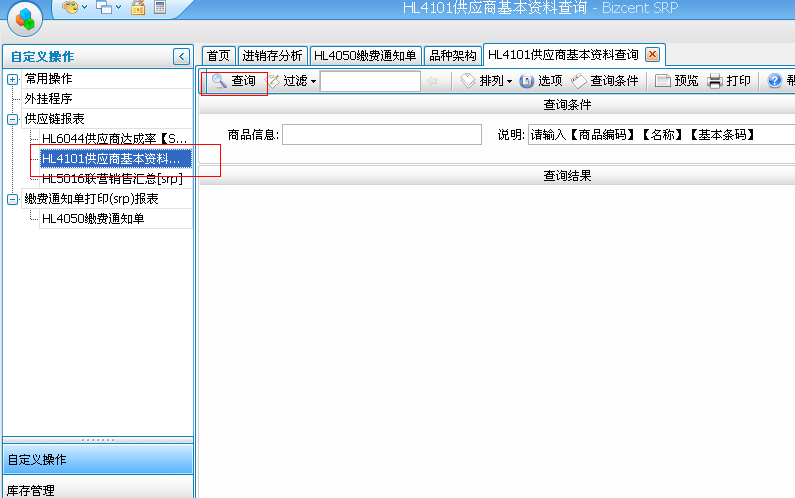 HL4101供应商基本资料查询 - Bizcent SRP
自定义操作
首页 进销存分析 HL4050缴费通知单 品种架构 HL4101供应商基本资料查询
查询 过滤 排列 选项 查询条件 预览 打印
常用操作
外挂程序
供应链报表
HL6044供应商达成率【S...
HL4101供应商基本资料...
HL5016联营销售汇总[srp]
缴费通知单打印(srp)报表
HL4050缴费通知单
查询条件
商品信息: 说明: 请输入【商品编码】【名称】【基本条码】
查询结果
自定义操作
库存管理